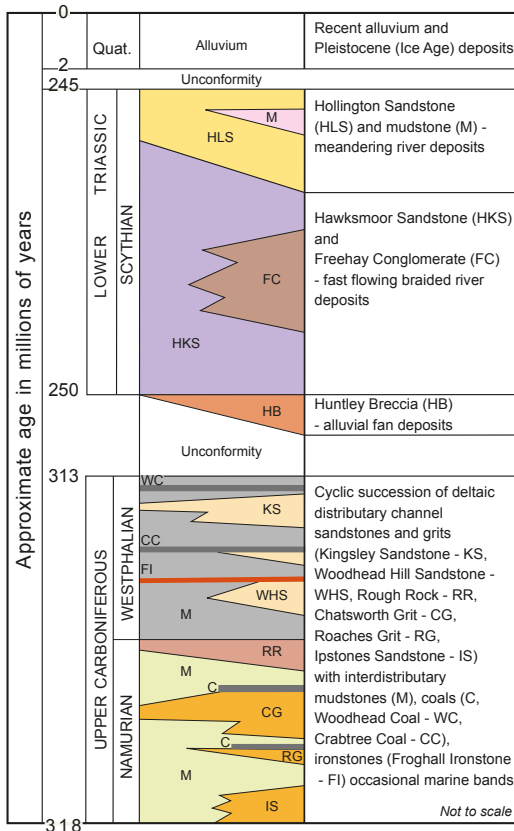 Approximate age in millions of years
0
Quat.
Alluvium
Recent alluvium and
Pleistocene (Ice Age) deposits
2
Unconformity
245
LOWER TRIASSIC
SCYTHIAN
M
HLS
Hollington Sandstone
(HLS) and mudstone (M) -
meandering river deposits
FC
HKS
Hawksmoor Sandstone (HKS)
and
Freehay Conglomerate (FC)
- fast flowing braided river
deposits
250
HB
Huntley Breccia (HB)
- alluvial fan deposits
Unconformity
313
UPPER CARBONIFEROUS
WESTPHALIAN
WC
KS
CC
FI
WHS
M
NAMURIAN
RR
M
C
CG
C
RG
M
IS
Cyclic succession of deltaic
distributary channel
sandstones and grits
(Kingsley Sandstone - KS,
Woodhead Hill Sandstone -
WHS, Rough Rock - RR,
Chatsworth Grit - CG,
Roaches Grit - RG,
Ipstones Sandstone - IS)
with interdistributary
mudstones (M), coals (C,
Woodhead Coal - WC,
Crabtree Coal - CC),
ironstones (Froghall Ironstone
- FI) occasional marine bands
Not to scale
318